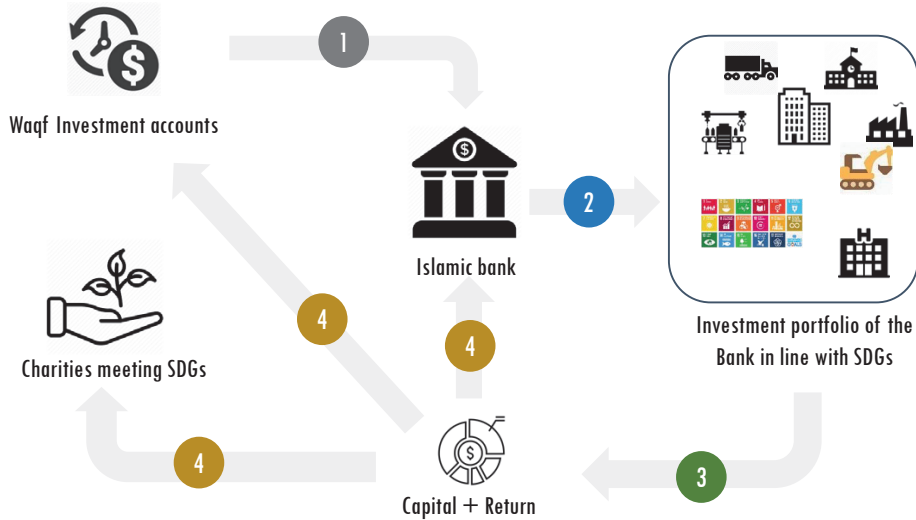 1
Waqf Investment accounts
$
$
2
Islamic bank
H
Investment portfolio of the
Bank in line with SDGs
Charities meeting SDGs
4
4
4
$
Capital + Return
3